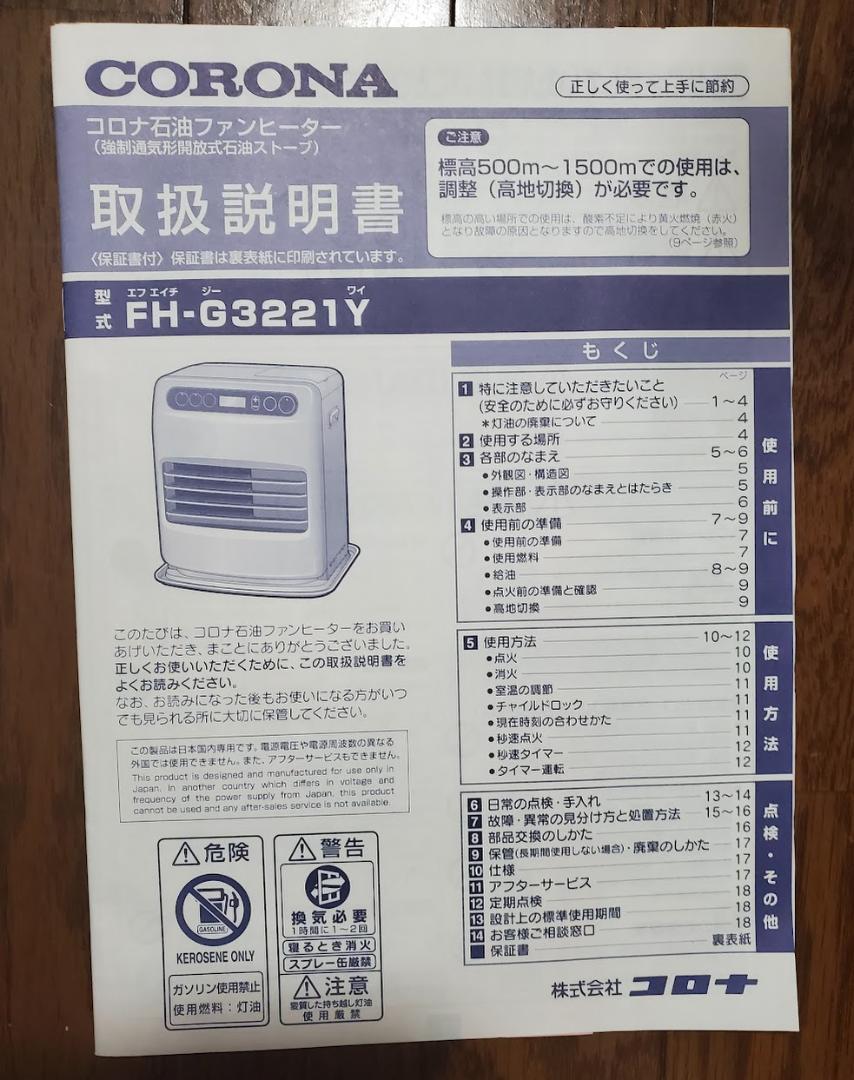 CORONA
正しく使って上手に節約
コロナ石油ファンヒーター
(強制通気形開放式石油ストーブ)
取扱説明書
〈保証書付〉保証書は裏表紙に印刷されています。
ご注意
標高500m～1500mでの使用は、
調整（高地切換）が必要です。
標高の高い場所での使用は、酸素不足により黄火燃焼（赤火）
となり故障の原因となりますので高地切換をしてください。
（9ページ参照）
エフ エイチ ジー ワイ
型式 FH-G3221Y
もくじ
ページ
1 特に注意していただきたいこと
(安全のために必ずお守りください) 1～4
＊灯油の廃棄について 4
2 使用する場所 4
3 各部のなまえ 5～6
●外観図・構造図 5
●操作部・表示部のなまえとはたらき 5
●表示部 6
4 使用前の準備 7～9
●使用前の準備 7
●使用燃料 7
●給油 8～9
●点火前の準備と確認 9
●高地切換 9
使用前に
5 使用方法 10～12
●点火 10
●消火 10
●室温の調節 11
●チャイルドロック 11
●現在時刻の合わせかた 11
●秒速点火 11
●秒速タイマー 12
●タイマー運転 12
使用方法
6 日常の点検・手入れ 13～14
7 故障・異常の見分け方と処置方法 15～16
8 部品交換のしかた 16
9 保管(長期間使用しない場合)・廃棄のしかた 17
10 仕様 17
11 アフターサービス 17
12 定期点検 18
13 設計上の標準使用期間 18
14 お客様ご相談窓口 18
■ 保証書 裏表紙
点検・その他
このたびは、コロナ石油ファンヒーターをお買い
あげいただき、まことにありがとうございました。
正しくお使いいただくために、この取扱説明書を
よくお読みください。
なお、お読みになった後もお使いになる方がいつ
でも見られる所に大切に保管してください。
この製品は日本国内専用です。電源電圧や電源周波数の異なる
外国では使用できません。また、アフターサービスもできません。
This product is designed and manufactured for use only in
Japan. In another country which differs in voltage and
frequency of the power supply from Japan, this product
cannot be used and any after-sales service is not available.
危険
GASOLINE
KEROSENE ONLY
ガソリン使用禁止
使用燃料：灯油
警告
換気必要
1時間に1～2回
寝るとき消火
スプレー缶厳禁
注意
変質した持ち越し灯油
使用厳禁
株式会社 コロナ